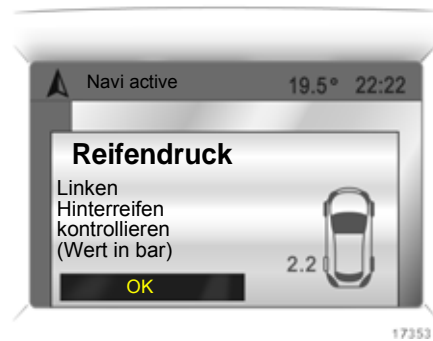 Navi active 19.5° 22:22
Reifendruck
Linken
Hinterreifen
kontrollieren
(Wert in bar)
2.2
OK
17353